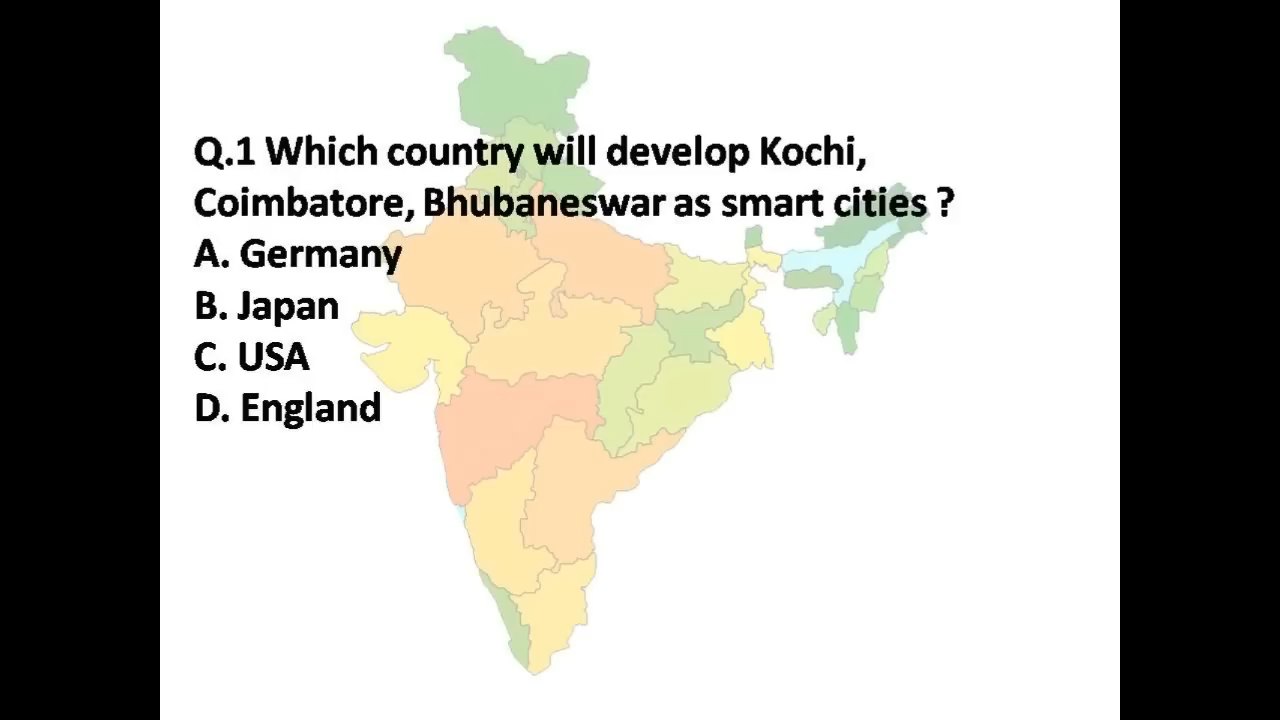 Q.1 Which country will develop Kochi,
Coimbatore, Bhubaneswar as smart cities ?
A. Germany
B. Japan
C. USA
D. England